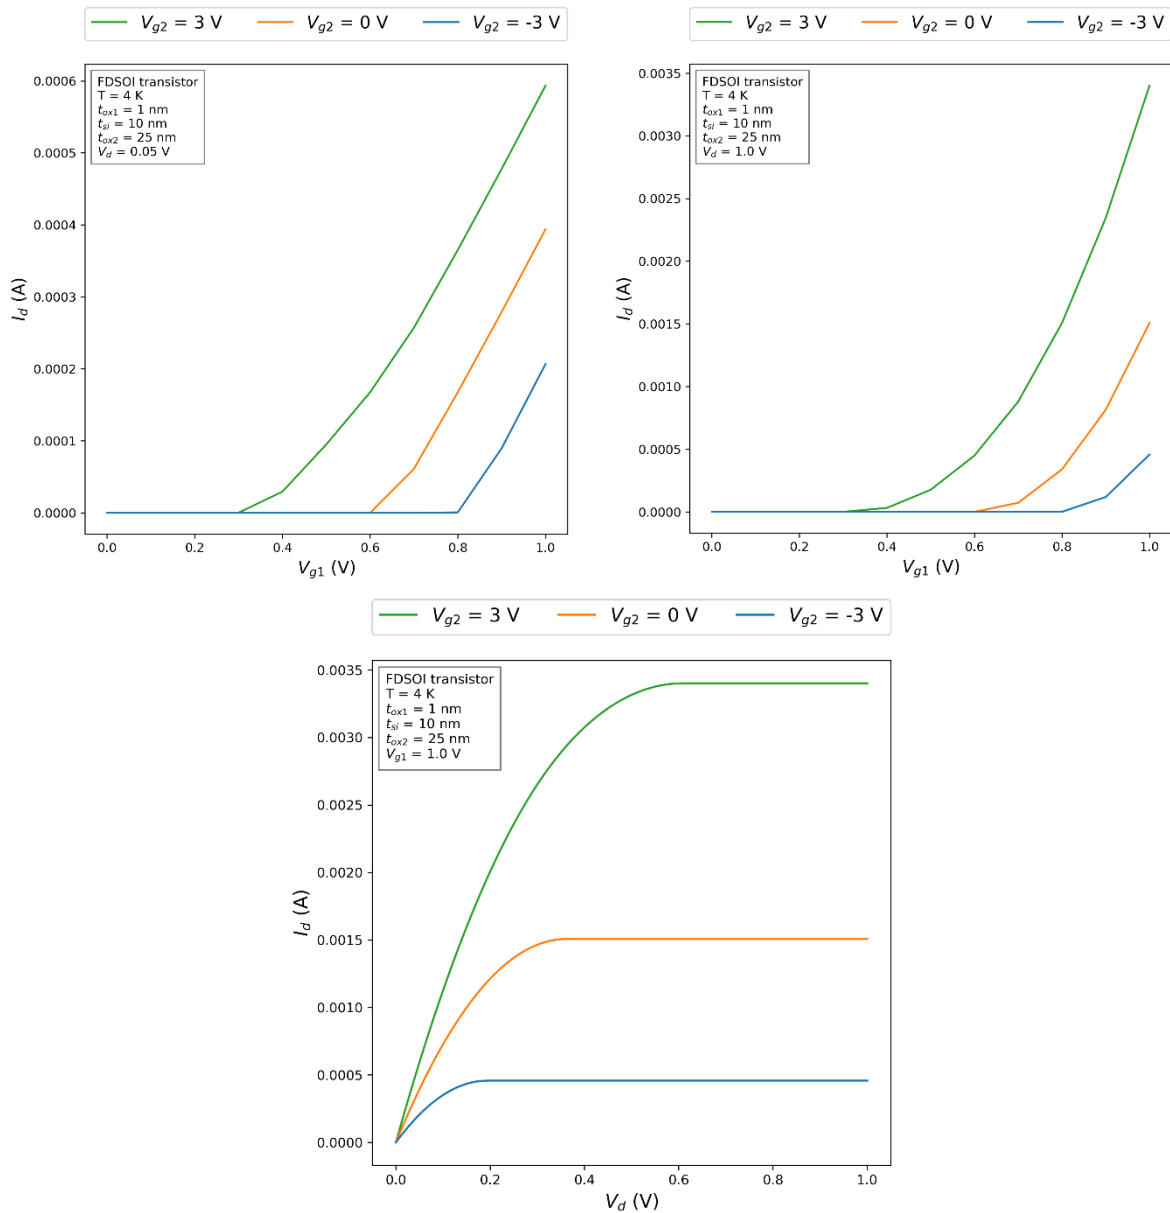 V_g2 = 3 V V_g2 = 0 V V_g2 = -3 V
FDSOI transistor
T = 4 K
t_ox1 = 1 nm
t_si = 10 nm
t_ox2 = 25 nm
V_d = 0.05 V
0.0006
0.0005
0.0004
0.0003
0.0002
0.0001
0.0000
I_d (A)
0.0 0.2 0.4 0.6 0.8 1.0
V_g1 (V)
V_g2 = 3 V V_g2 = 0 V V_g2 = -3 V
FDSOI transistor
T = 4 K
t_ox1 = 1 nm
t_si = 10 nm
t_ox2 = 25 nm
V_d = 1.0 V
0.0035
0.0030
0.0025
0.0020
0.0015
0.0010
0.0005
0.0000
I_d (A)
0.0 0.2 0.4 0.6 0.8 1.0
V_g1 (V)
V_g2 = 3 V V_g2 = 0 V V_g2 = -3 V
FDSOI transistor
T = 4 K
t_ox1 = 1 nm
t_si = 10 nm
t_ox2 = 25 nm
V_g1 = 1.0 V
0.0035
0.0030
0.0025
0.0020
0.0015
0.0010
0.0005
0.0000
I_d (A)
0.0 0.2 0.4 0.6 0.8 1.0
V_d (V)